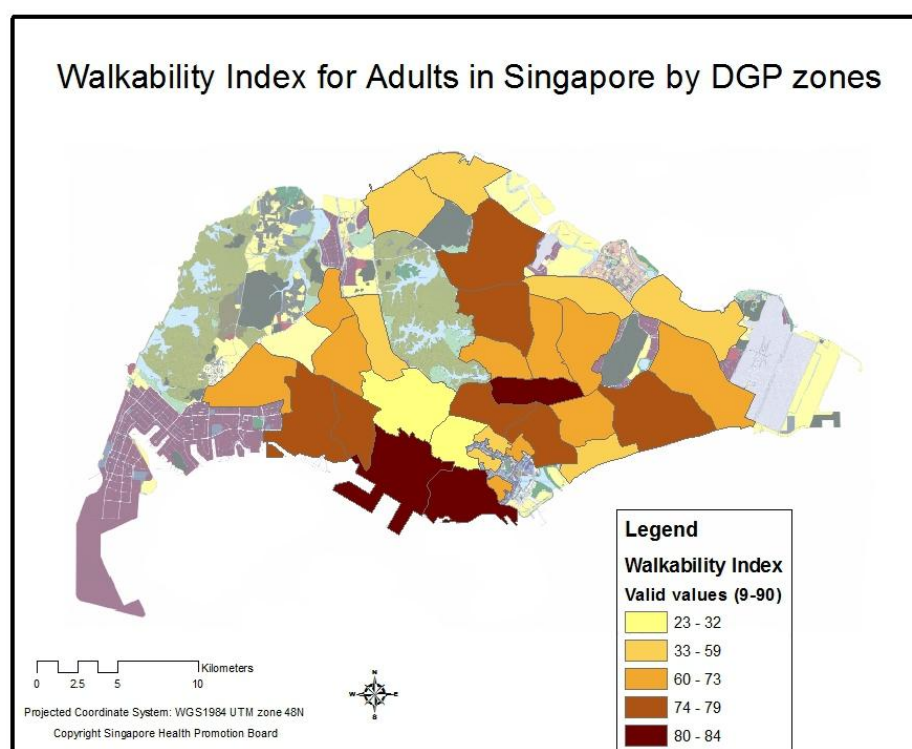 Walkability Index for Adults in Singapore by DGP zones
Legend
Walkability Index
Valid values (9-90)
23 - 32
33 - 59
60 - 73
74 - 79
80 - 84
Kilometers
0 2.5 5 10
N
W E
S
Projected Coordinate System: WGS1984 UTM zone 48N
Copyright Singapore Health Promotion Board